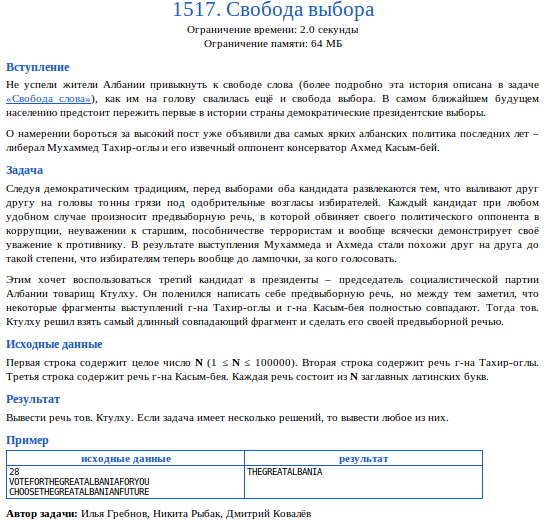 1517. Свобода выбора
Ограничение времени: 2.0 секунды
Ограничение памяти: 64 МБ
Вступление
Не успели жители Албании привыкнуть к свободе слова (более подробно эта история описана в задаче
«Свобода слова»), как им на голову свалилась ещё и свобода выбора. В самом ближайшем будущем
населению предстоит пережить первые в истории страны демократические президентские выборы.
О намерении бороться за высокий пост уже объявили два самых ярких албанских политика последних лет –
либерал Мухаммед Тахир-оглы и его извечный оппонент консерватор Ахмед Касым-бей.
Задача
Следуя демократическим традициям, перед выборами оба кандидата развлекаются тем, что выливают друг
другу на головы тонны грязи под одобрительные возгласы избирателей. Каждый кандидат при любом
удобном случае произносит предвыборную речь, в которой обвиняет своего политического оппонента в
коррупции, неуважении к старшим, пособничестве террористам и вообще всячески демонстрирует своё
уважение к противнику. В результате выступления Мухаммеда и Ахмеда стали похожи друг на друга до
такой степени, что избирателям теперь вообще до лампочки, за кого голосовать.
Этим хочет воспользоваться третий кандидат в президенты – председатель социалистической партии
Албании товарищ Ктулху. Он поленился написать себе предвыборную речь, но между тем заметил, что
некоторые фрагменты выступлений г-на Тахир-оглы и г-на Касым-бея полностью совпадают. Тогда тов.
Ктулху решил взять самый длинный совпадающий фрагмент и сделать его своей предвыборной речью.
Исходные данные
Первая строка содержит целое число N (1 ≤ N ≤ 100000). Вторая строка содержит речь г-на Тахир-оглы.
Третья строка содержит речь г-на Касым-бея. Каждая речь состоит из N заглавных латинских букв.
Результат
Вывести речь тов. Ктулху. Если задача имеет несколько решений, то вывести любое из них.
Пример
исходные данные результат
28 THEGREATALBANIA
VOTEFORTHEGREATALBANIAFORYOU
CHOOSETHEGREATALBANIANFUTURE
Автор задачи: Илья Гребнов, Никита Рыбак, Дмитрий Ковалёв